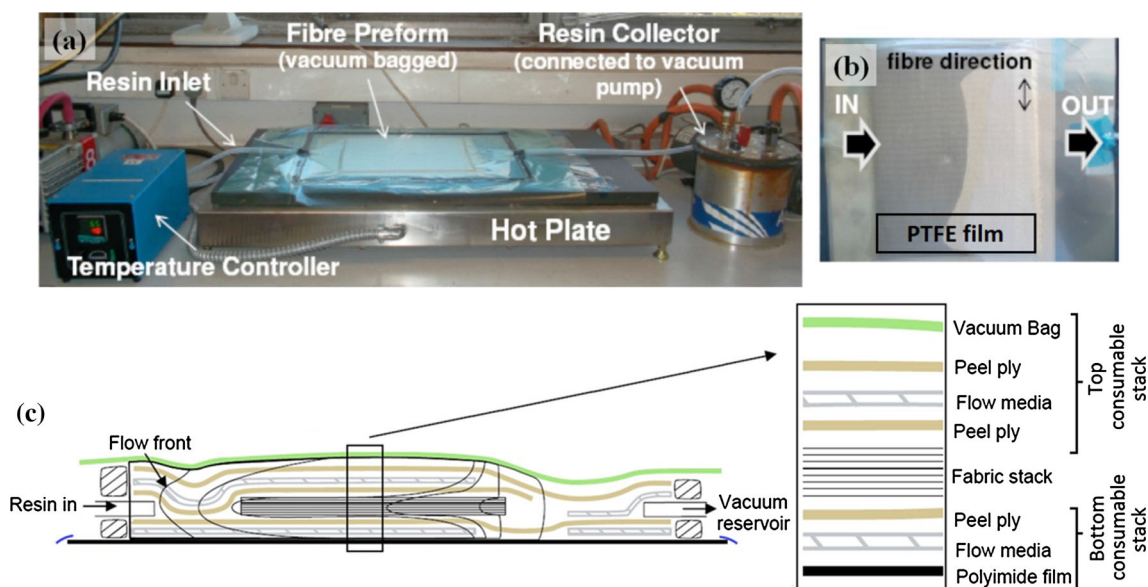 (a)
Fibre Preform
(vacuum bagged)
Resin Collector
(connected to vacuum
pump)
Resin Inlet
8
Hot Plate
Temperature Controller
(b)
fibre direction
IN
OUT
PTFE film
(c)
Flow front
Resin in
Vacuum
reservoir
Vacuum Bag
Peel ply
Flow media
Peel ply
Fabric stack
Peel ply
Flow media
Polyimide film
Top
consumable
stack
Bottom
consumable
stack